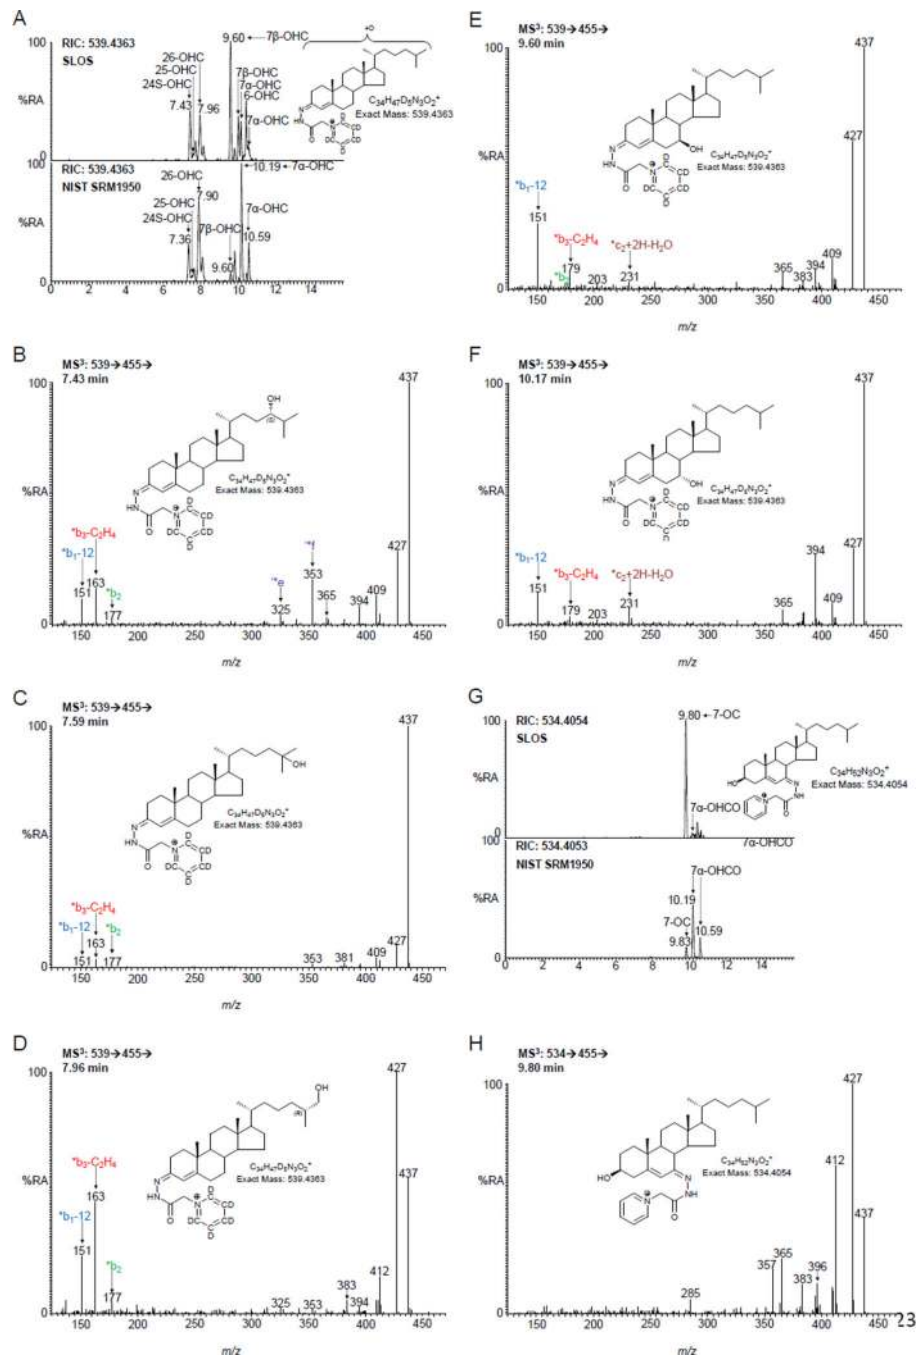 A
RIC: 539.4363
SLOS
9.60 7β-OHC
+O
26-OHC
25-OHC
24S-OHC
7.43
7.96
7β-OHC
7α-OHC
6-OHC
7α-OHC
C34H47D5N3O2+
Exact Mass: 539.4363
100
%RA
0
RIC: 539.4363
NIST SRM1950
10.19 7α-OHC
26-OHC
7.90
25-OHC
24S-OHC
7.36
7β-OHC
9.60
7α-OHC
10.59
100
%RA
0
0 2 4 6 8 10 12 14
B
MS3: 539→455→
7.43 min
100
%RA
0
437
427
OH
(S)
C34H47D5N3O2+
Exact Mass: 539.4363
*b1-12
151
*b3-C2H4
163
*b2
177
'*e
325
'*f
353
365
394
409
150 200 250 300 350 400 450
m/z
C
MS3: 539→455→
7.59 min
100
%RA
0
437
427
OH
C34H47D5N3O2+
Exact Mass: 539.4363
*b1-12
151
*b3-C2H4
163
*b2
177
353
381
409
150 200 250 300 350 400 450
m/z
D
MS3: 539→455→
7.96 min
100
%RA
0
427
437
OH
(R)
C34H47D5N3O2+
Exact Mass: 539.4363
*b1-12
151
*b3-C2H4
163
*b2
177
325
353
383
394
412
150 200 250 300 350 400 450
m/z
E
MS3: 539→455→
9.60 min
100
%RA
0
437
427
OH
C34H47D5N3O2+
Exact Mass: 539.4363
*b1-12
151
*b3-C2H4
179
*c2+2H-H2O
203
231
365
383
394
409
150 200 250 300 350 400 450
m/z
F
MS3: 539→455→
10.17 min
100
%RA
0
437
427
OH
C34H47D5N3O2+
Exact Mass: 539.4363
*b1-12
151
*b3-C2H4
179
*c2+2H-H2O
203
231
365
394
409
150 200 250 300 350 400 450
m/z
G
RIC: 534.4054
SLOS
9.80 7-OC
7α-OHCO
C34H52N3O2+
Exact Mass: 534.4054
100
%RA
0
7α-OHCO
RIC: 534.4053
NIST SRM1950
7α-OHCO
10.19
7-OC
9.83
10.59
100
%RA
0
0 2 4 6 8 10 12 14
H
MS3: 534→455→
9.80 min
100
%RA
0
427
412
437
HO
C34H52N3O2+
Exact Mass: 534.4054
285
357
365
383
396
150 200 250 300 350 400 450
m/z
23